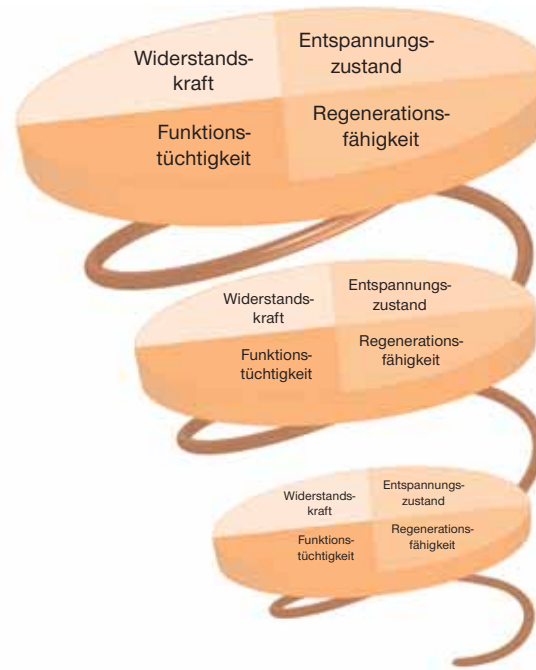 Widerstands-
kraft
Entspannungs-
zustand
Funktions-
tüchtigkeit
Regenerations-
fähigkeit
Widerstands-
kraft
Entspannungs-
zustand
Funktions-
tüchtigkeit
Regenerations-
fähigkeit
Widerstands-
kraft
Entspannungs-
zustand
Funktions-
tüchtigkeit
Regenerations-
fähigkeit